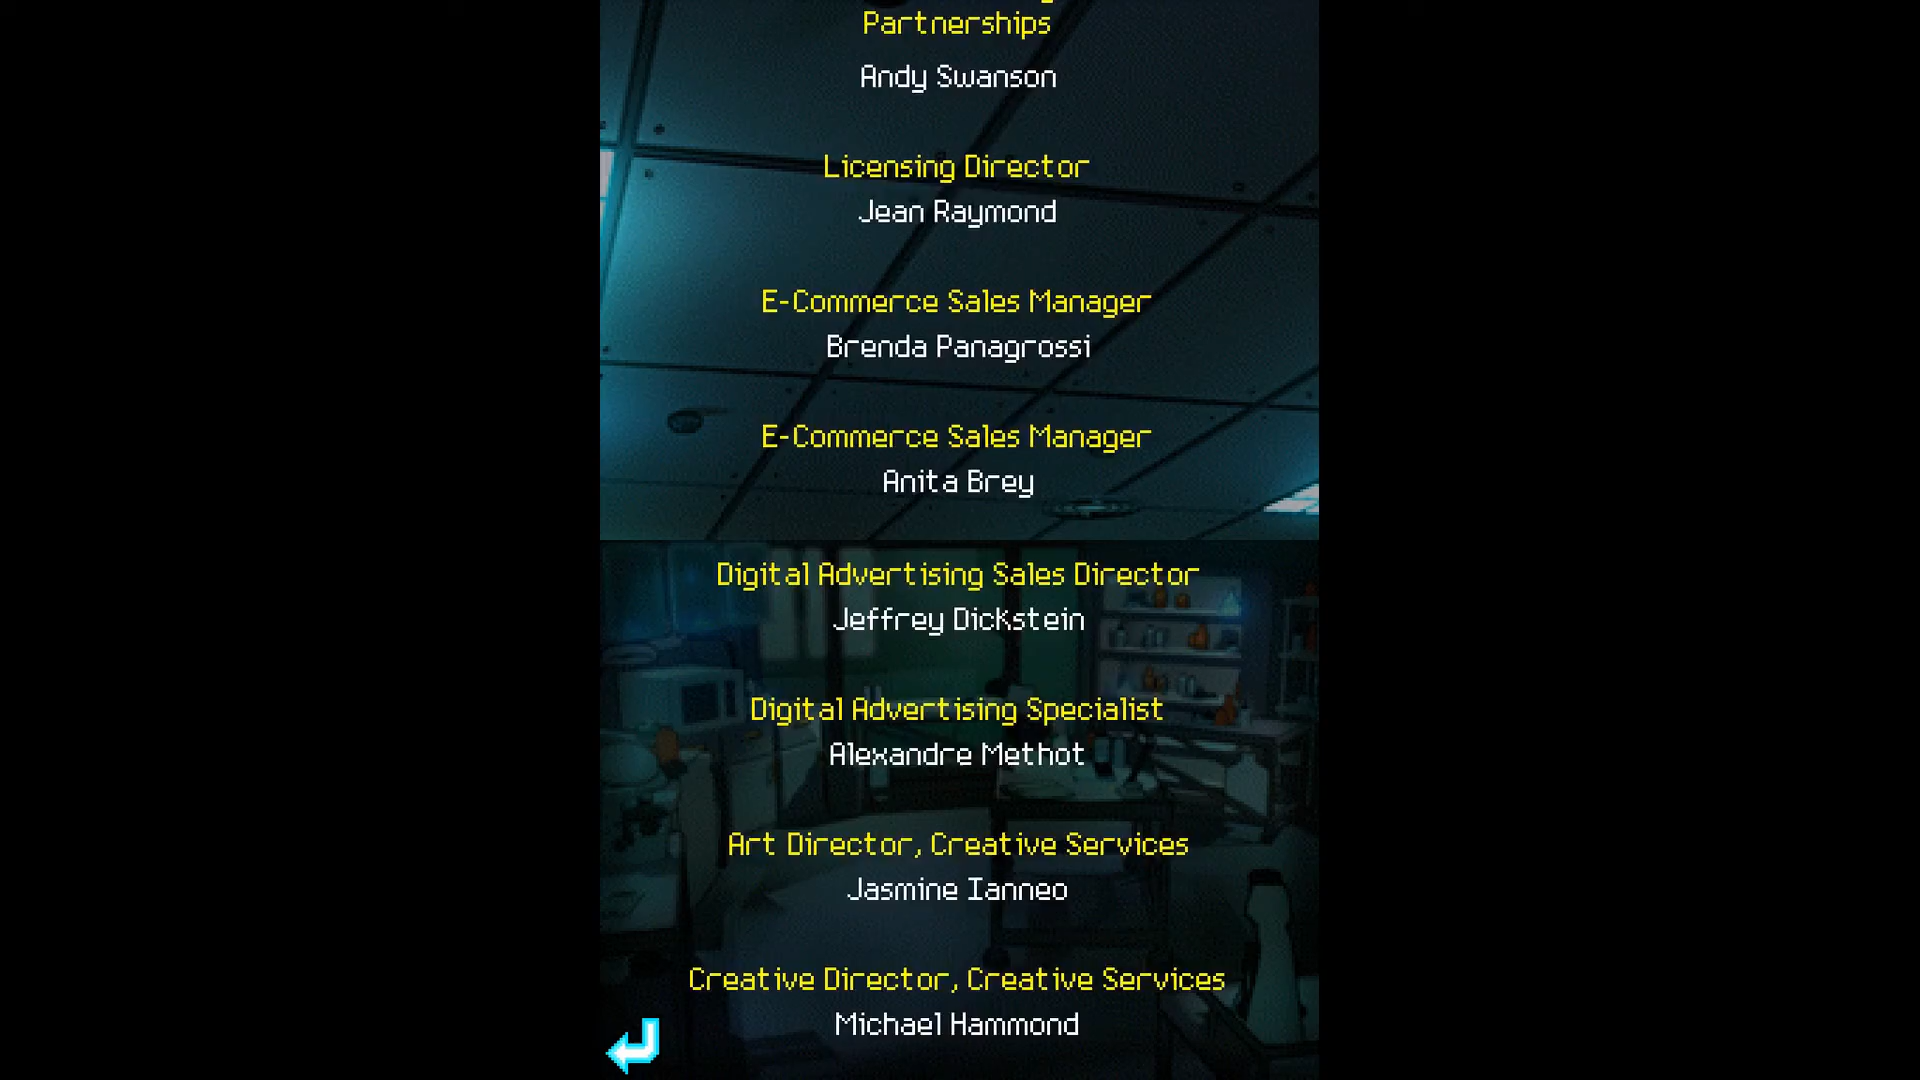 Partnerships
Andy Swanson
Licensing Director
Jean Raymond
E-Commerce Sales Manager
Brenda Panagrossi
E-Commerce Sales Manager
Anita Brey
Digital Advertising Sales Director
Jeffrey Dickstein
Digital Advertising Specialist
Alexandre Methot
Art Director, Creative Services
Jasmine Ianneo
Creative Director, Creative Services
Michael Hammond